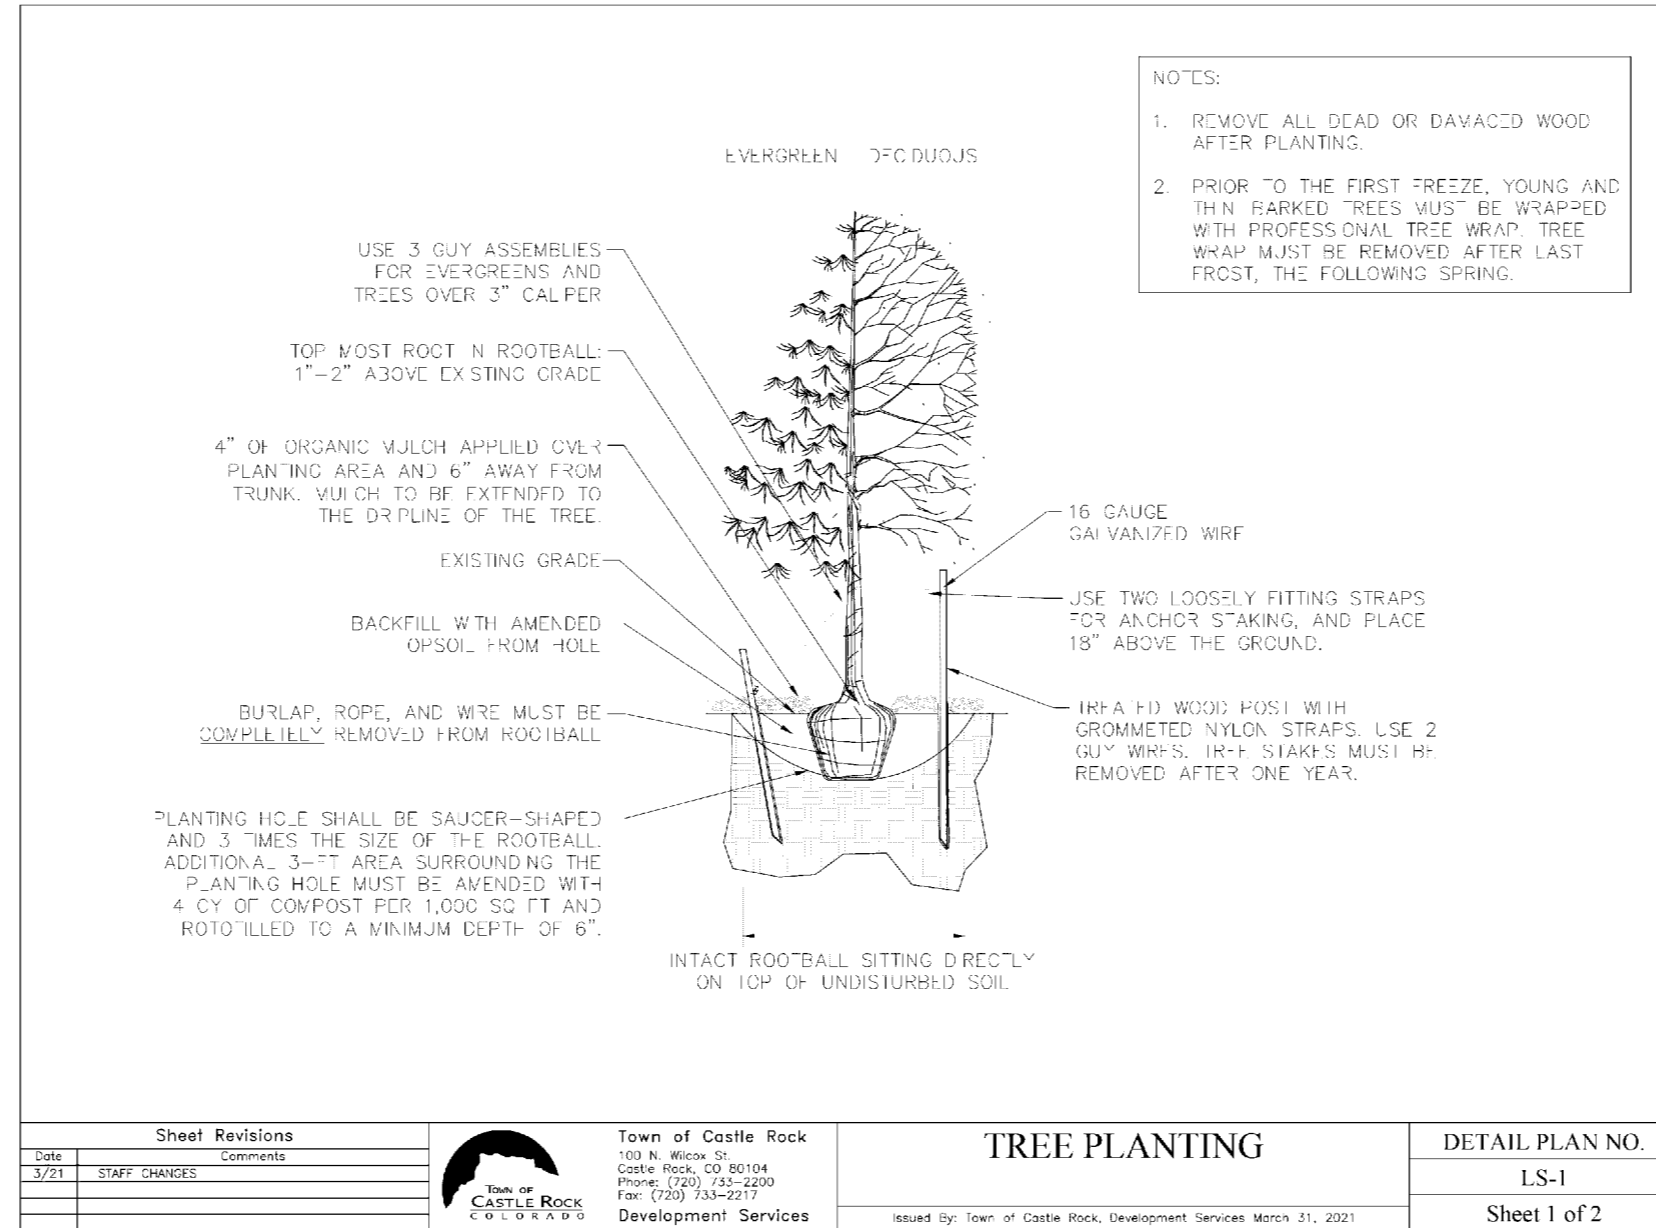 NOTES:
1. REMOVE ALL DEAD OR DAMAGED WOOD
AFTER PLANTING.
2. PRIOR TO THE FIRST FREEZE, YOUNG AND
THIN BARKED TREES MUST BE WRAPPED
WITH PROFESSIONAL TREE WRAP. TREE
WRAP MUST BE REMOVED AFTER LAST
FROST, THE FOLLOWING SPRING.
EVERGREEN DECIDUOUS
USE 3 GUY ASSEMBLIES
FOR EVERGREENS AND
TREES OVER 3" CALIPER
TOP MOST ROOT IN ROOTBALL:
1"-2" ABOVE EXISTING GRADE
4" OF ORGANIC MULCH APPLIED OVER
PLANTING AREA AND 6" AWAY FROM
TRUNK. MULCH TO BE EXTENDED TO
THE DRIPLINE OF THE TREE.
EXISTING GRADE
BACKFILL WITH AMENDED
TOPSOIL FROM HOLE
BURLAP, ROPE, AND WIRE MUST BE
COMPLETELY REMOVED FROM ROOTBALL
PLANTING HOLE SHALL BE SAUCER-SHAPED
AND 3 TIMES THE SIZE OF THE ROOTBALL.
ADDITIONAL 3-FT AREA SURROUNDING THE
PLANTING HOLE MUST BE AMENDED WITH
4 CY OF COMPOST PER 1,000 SQ FT AND
ROTOTILLED TO A MINIMUM DEPTH OF 6".
16 GAUGE
GALVANIZED WIRE
USE TWO LOOSELY FITTING STRAPS
FOR ANCHOR STAKING, AND PLACE
18" ABOVE THE GROUND.
TREATED WOOD POST WITH
GROMMETED NYLON STRAPS. USE 2
GUY WIRES. TREE STAKES MUST BE
REMOVED AFTER ONE YEAR.
INTACT ROOTBALL SITTING DIRECTLY
ON TOP OF UNDISTURBED SOIL
Sheet Revisions
Date Comments
3/21 STAFF CHANGES
TOWN OF
CASTLE ROCK
COLORADO
Town of Castle Rock
100 N. Wilcox St.
Castle Rock, CO 80104
Phone: (720) 733-2200
Fax: (720) 733-2217
Development Services
TREE PLANTING
Issued By: Town of Castle Rock, Development Services March 31, 2021
DETAIL PLAN NO.
LS-1
Sheet 1 of 2